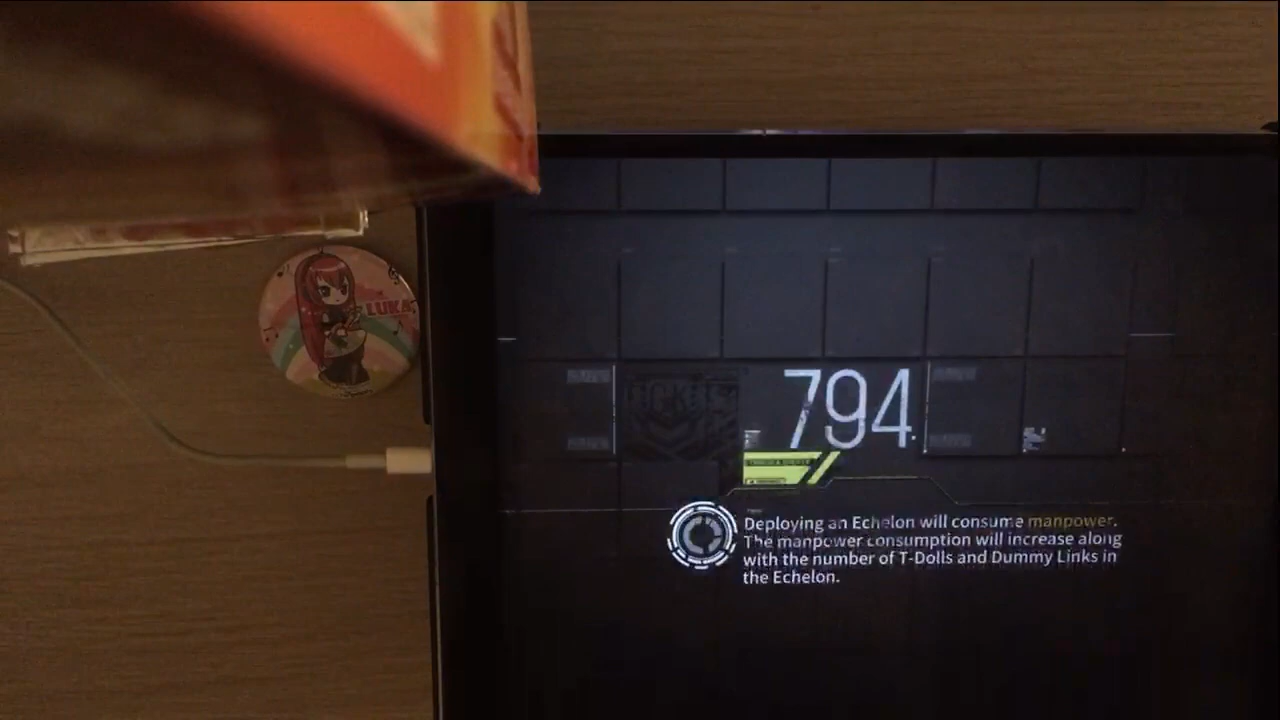 LUKA
794
Deploying an Echelon will consume manpower.
The manpower consumption will increase along
with the number of T-Dolls and Dummy Links in
the Echelon.